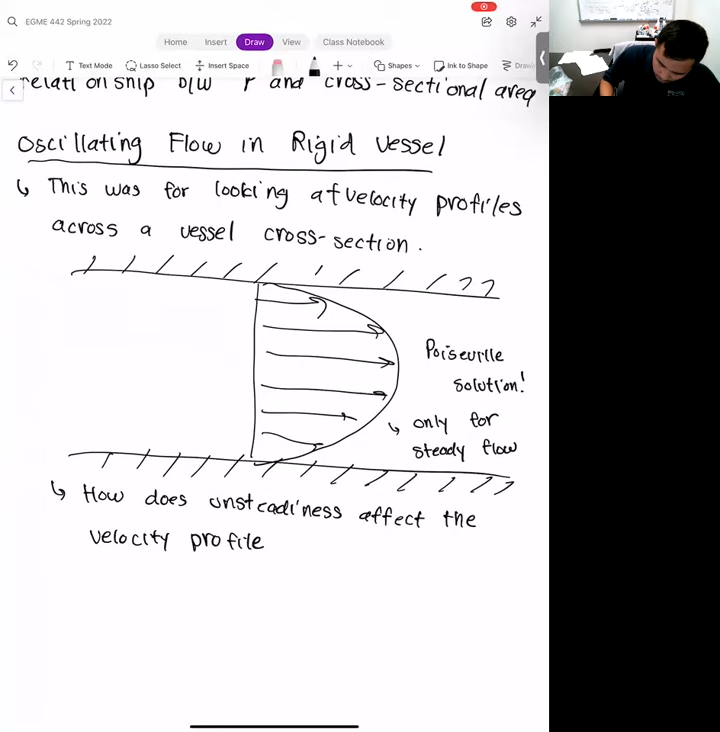 EGME 442 Spring 2022
Home Insert Draw View Class Notebook
Text Mode Lasso Select Insert Space Shapes Ink to Shape Draw
relationship b/w r and cross-sectional area
Oscillating Flow in Rigid Vessel
↳ This was for looking at velocity profiles
across a vessel cross-section.
Poiseuille
solution!
↳ only for
steady flow
↳ How does unsteadiness affect the
velocity profile